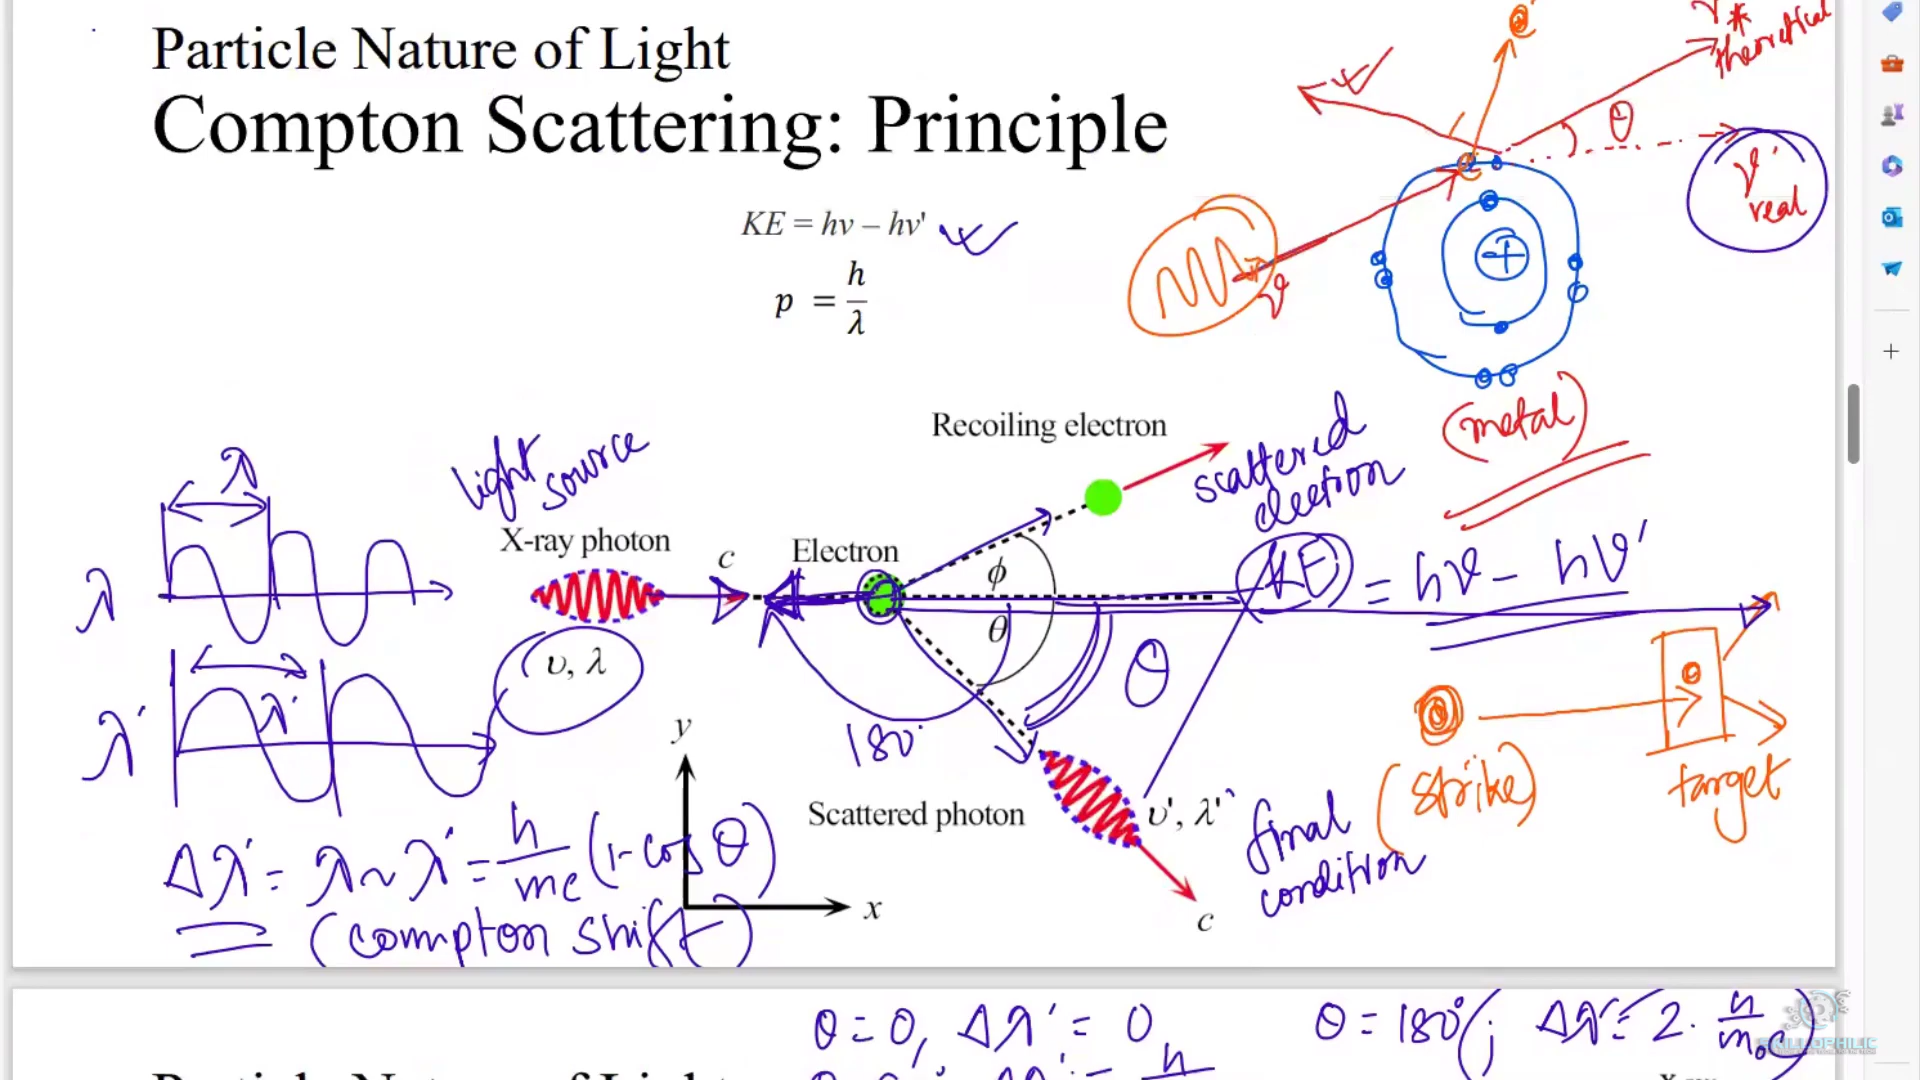 Particle Nature of Light
Compton Scattering: Principle
KE = hν – hν'
p = h/λ
e
ν
theoretical
θ
ν'
real
ν
(metal)
λ
light source
Recoiling electron
scattered electron
X-ray photon
c
Electron
ϕ
KE = hν - hν'
λ
θ
θ
υ, λ
λ'
λ'
180°
y
Scattered photon
υ', λ'
final condition
(strike)
target
Δλ' = λ ~ λ' = h/mc (1 - cos θ)
x
c
(compton shift)
θ = 0, Δλ' = 0
θ = 180°; Δλ' = 2. h/m₀c
SKILLOPHILIC